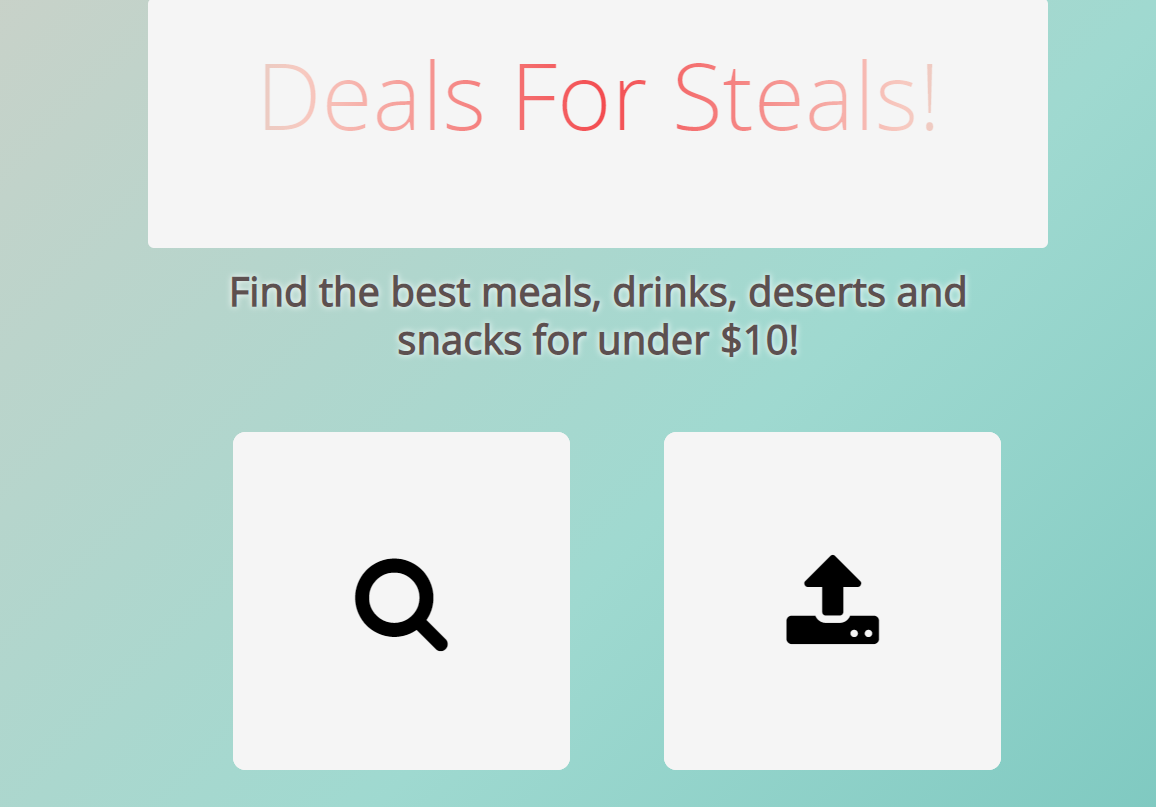 Deals For Steals!
Find the best meals, drinks, deserts and
snacks for under $10!